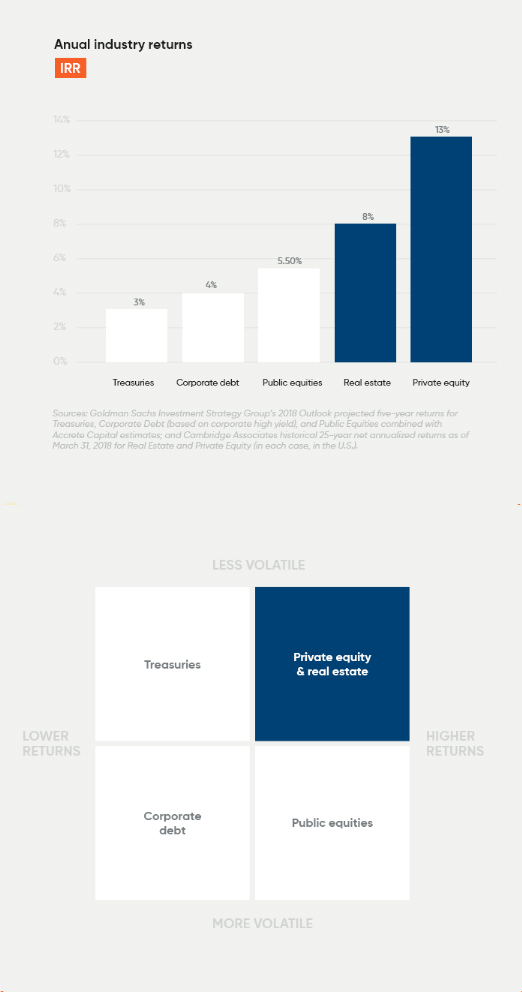 Anual industry returns
IRR
14%
12%
10%
8%
6%
4%
2%
0%
3%
4%
5.50%
8%
13%
Treasuries
Corporate debt
Public equities
Real estate
Private equity
Sources: Goldman Sachs Investment Strategy Group's 2018 Outlook projected five-year returns for
Treasuries, Corporate Debt (based on corporate high yield), and Public Equities combined with
Accrete Capital estimates; and Cambridge Associates historical 25-year net annualized returns as of
March 31, 2018 for Real Estate and Private Equity (in each case, in the U.S.).
LESS VOLATILE
Treasuries
Private equity
& real estate
LOWER
RETURNS
HIGHER
RETURNS
Corporate
debt
Public equities
MORE VOLATILE